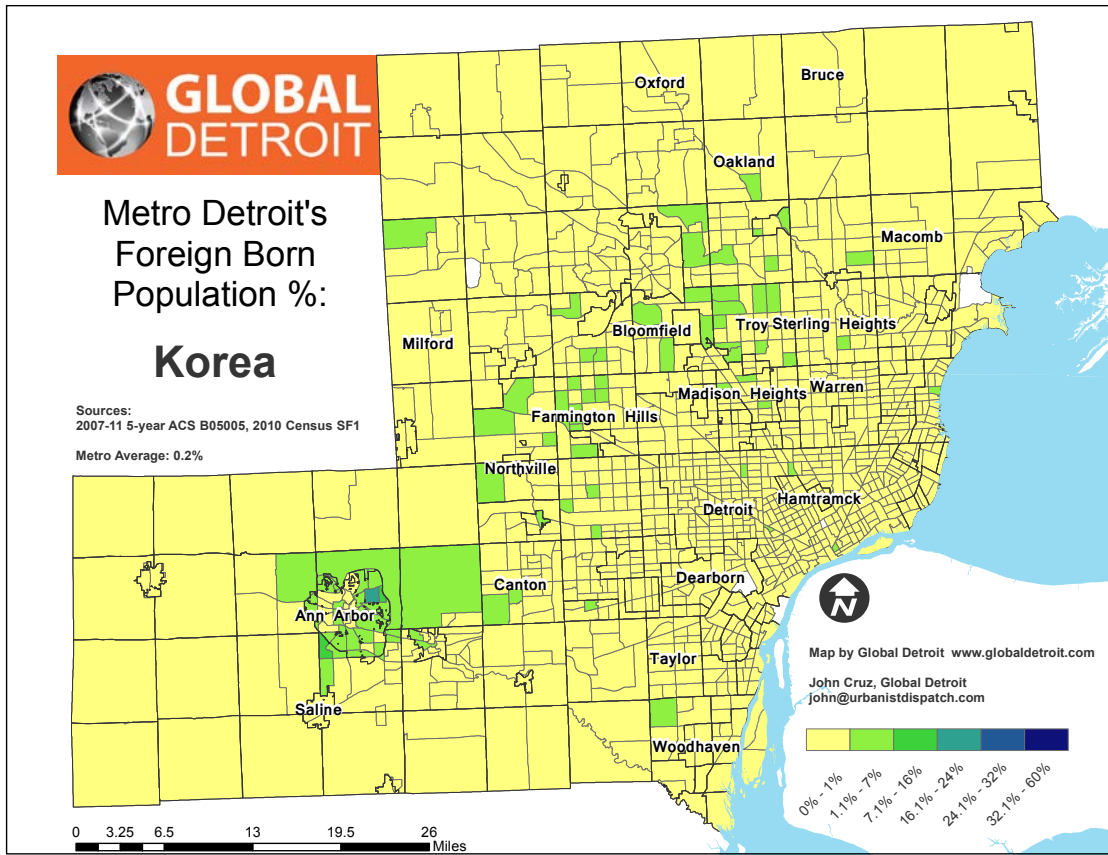 GLOBAL
DETROIT
Metro Detroit's
Foreign Born
Population %:
Korea
Sources:
2007-11 5-year ACS B05005, 2010 Census SF1
Metro Average: 0.2%
Oxford
Bruce
Oakland
Macomb
Milford
Bloomfield
Troy
Sterling Heights
Madison Heights
Warren
Farmington Hills
Northville
Detroit
Hamtramck
Canton
Dearborn
Ann Arbor
Taylor
Saline
Woodhaven
N
Map by Global Detroit www.globaldetroit.com
John Cruz, Global Detroit
john@urbanistdispatch.com
0% - 1%
1.1% - 7%
7.1% - 16%
16.1% - 24%
24.1% - 32%
32.1% - 60%
0 3.25 6.5 13 19.5 26
Miles